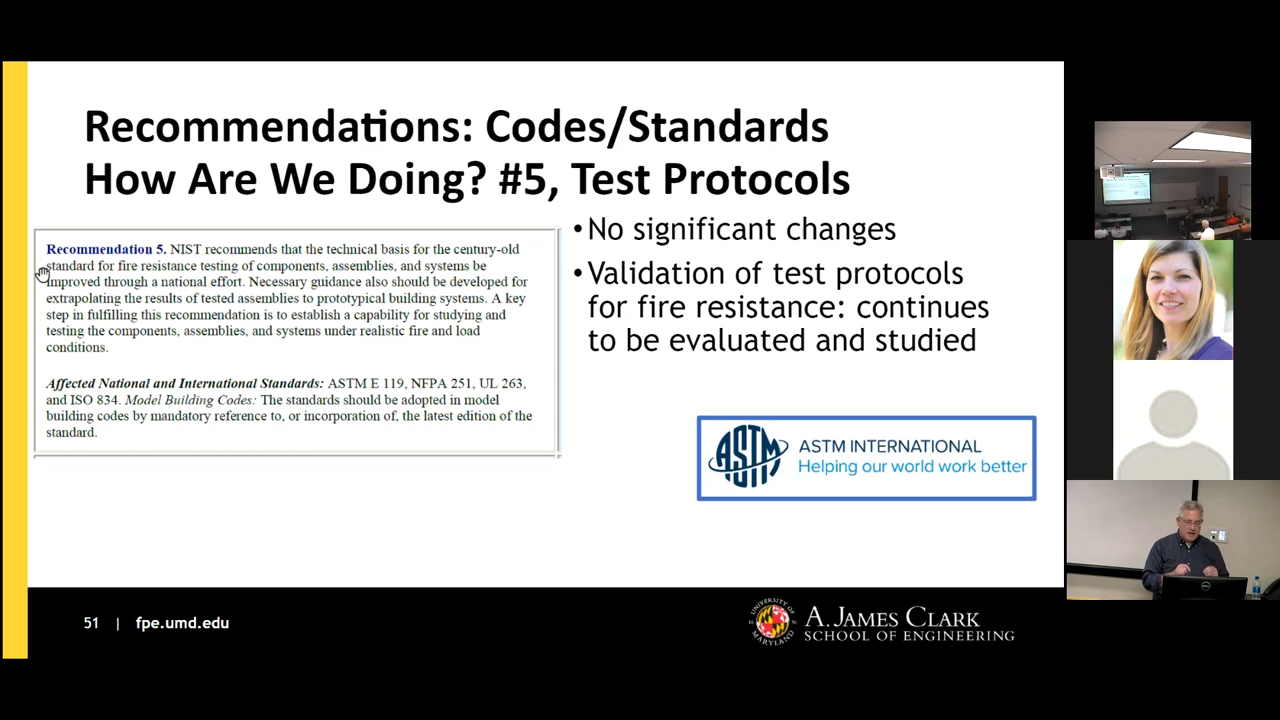 Recommendations: Codes/Standards
How Are We Doing? #5, Test Protocols
Recommendation 5. NIST recommends that the technical basis for the century-old
standard for fire resistance testing of components, assemblies, and systems be
improved through a national effort. Necessary guidance also should be developed for
extrapolating the results of tested assemblies to prototypical building systems. A key
step in fulfilling this recommendation is to establish a capability for studying and
testing the components, assemblies, and systems under realistic fire and load
conditions.
Affected National and International Standards: ASTM E 119, NFPA 251, UL 263,
and ISO 834. Model Building Codes: The standards should be adopted in model
building codes by mandatory reference to, or incorporation of, the latest edition of the
standard.
•No significant changes
•Validation of test protocols
for fire resistance: continues
to be evaluated and studied
ASTM
ASTM INTERNATIONAL
Helping our world work better
51 | fpe.umd.edu
UNIVERSITY OF
MARYLAND
A. JAMES CLARK
SCHOOL OF ENGINEERING